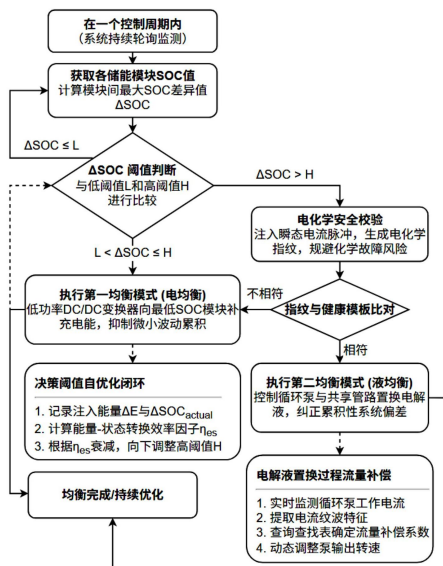 在一个控制周期内
（系统持续轮询监测）
获取各储能模块SOC值
计算模块间最大SOC差异值
ΔSOC
ΔSOC ≤ L
ΔSOC 阈值判断
与低阈值L和高阈值H
进行比较
ΔSOC > H
电化学安全校验
注入瞬态电流脉冲，生成电化学
指纹，规避化学故障风险
L < ΔSOC ≤ H
执行第一均衡模式 (电均衡)
低功率DC/DC变换器向最低SOC模块补
充电能，抑制微小波动累积
不相符
指纹与健康模板比对
相符
决策阈值自优化闭环
1. 记录注入能量ΔE与ΔSOCactual
2. 计算能量-状态转换效率因子ηes
3. 根据ηes衰减，向下调整高阈值H
执行第二均衡模式（液均衡）
控制循环泵与共享管路置换电解
液，纠正累积性系统偏差
均衡完成/持续优化
电解液置换过程流量补偿
1. 实时监测循环泵工作电流
2. 提取电流纹波特征
3. 查询查找表确定流量补偿系数
4. 动态调整泵输出转速